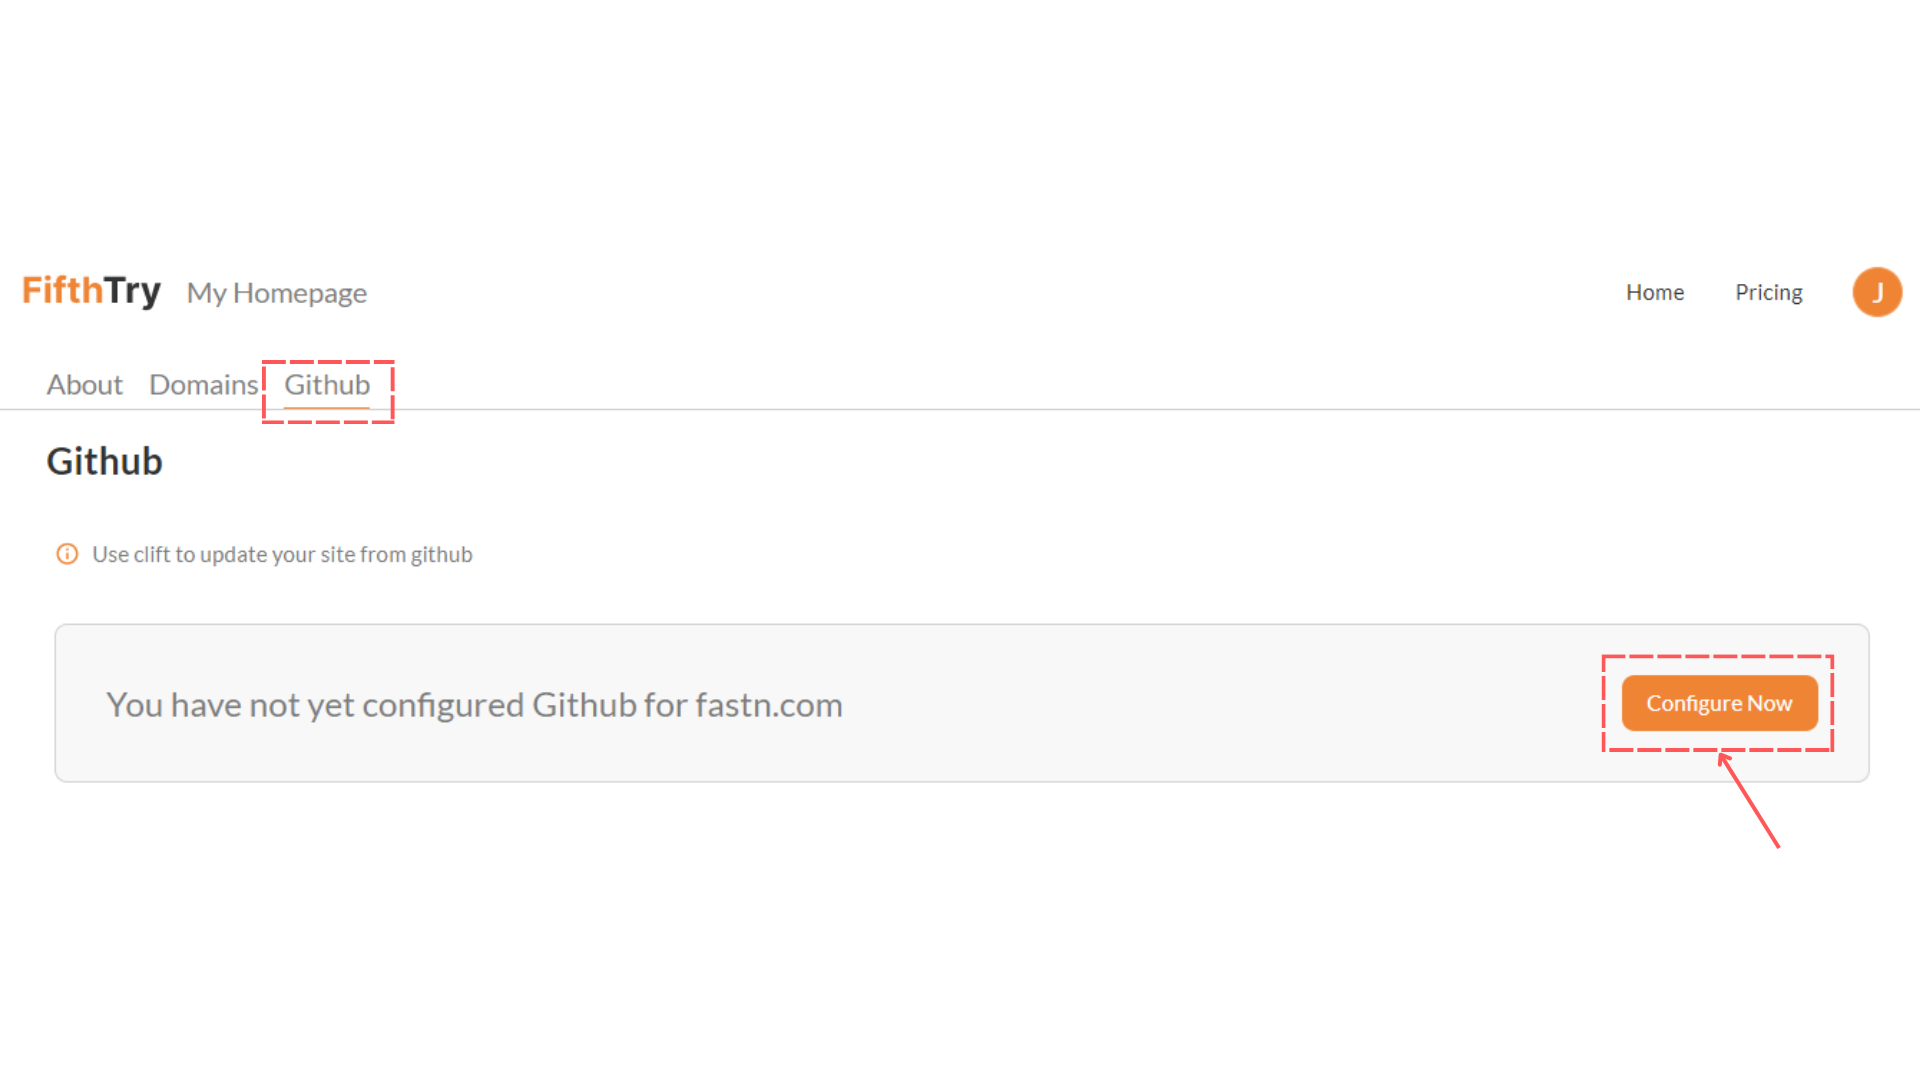 FifthTry My Homepage Home Pricing J
About Domains Github
Github
Use clift to update your site from github
You have not yet configured Github for fastn.com Configure Now